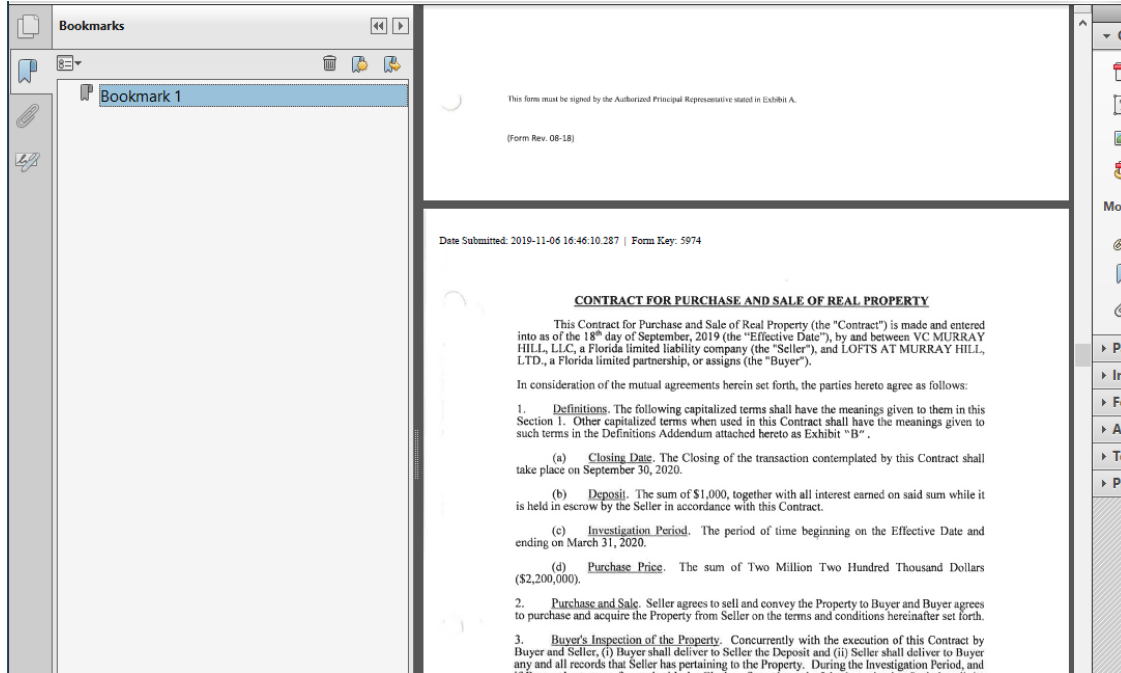 Bookmarks
Bookmark 1
This form must be signed by the Authorized Principal Representative stated in Exhibit A.
(Form Rev. 08-18)
Date Submitted: 2019-11-06 16:46:10.287 | Form Key: 5974
CONTRACT FOR PURCHASE AND SALE OF REAL PROPERTY
This Contract for Purchase and Sale of Real Property (the "Contract") is made and entered
into as of the 18th day of September, 2019 (the "Effective Date"), by and between VC MURRAY
HILL, LLC, a Florida limited liability company (the "Seller"), and LOFTS AT MURRAY HILL,
LTD., a Florida limited partnership, or assigns (the "Buyer").
In consideration of the mutual agreements herein set forth, the parties hereto agree as follows:
1. Definitions. The following capitalized terms shall have the meanings given to them in this
Section 1. Other capitalized terms when used in this Contract shall have the meanings given to
such terms in the Definitions Addendum attached hereto as Exhibit "B".
(a) Closing Date. The Closing of the transaction contemplated by this Contract shall
take place on September 30, 2020.
(b) Deposit. The sum of $1,000, together with all interest earned on said sum while it
is held in escrow by the Seller in accordance with this Contract.
(c) Investigation Period. The period of time beginning on the Effective Date and
ending on March 31, 2020.
(d) Purchase Price. The sum of Two Million Two Hundred Thousand Dollars
($2,200,000).
2. Purchase and Sale. Seller agrees to sell and convey the Property to Buyer and Buyer agrees
to purchase and acquire the Property from Seller on the terms and conditions hereinafter set forth.
3. Buyer's Inspection of the Property. Concurrently with the execution of this Contract by
Buyer and Seller, (i) Buyer shall deliver to Seller the Deposit and (ii) Seller shall deliver to Buyer
any and all records that Seller has pertaining to the Property. During the Investigation Period, and
Mo
P
In
F
A
T
P